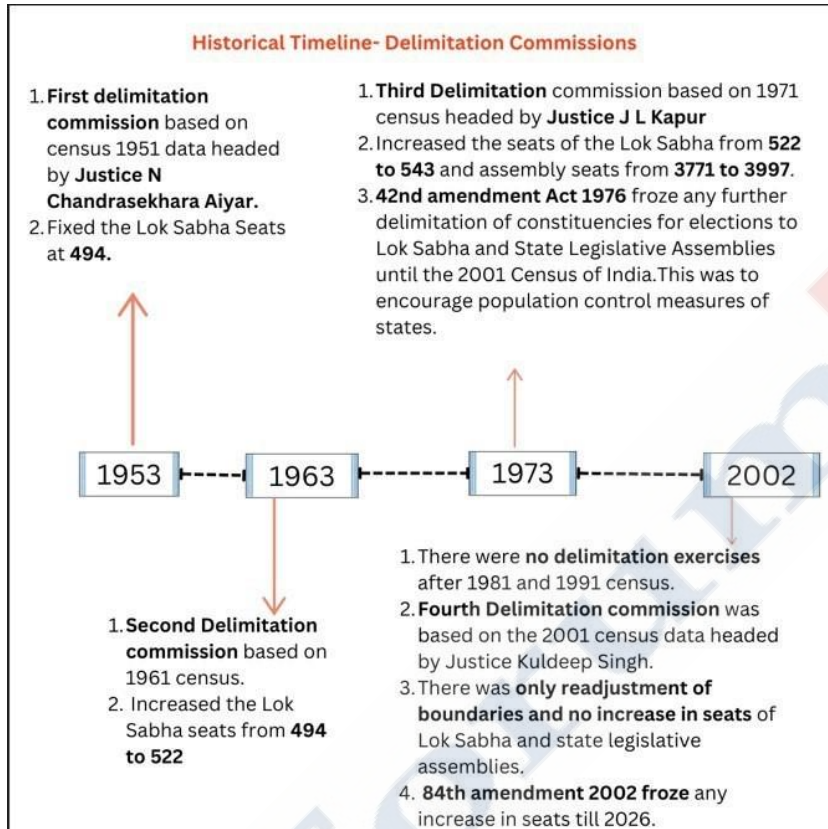 Historical Timeline- Delimitation Commissions
1. First delimitation
commission based on
census 1951 data headed
by Justice N
Chandrasekhara Aiyar.
2. Fixed the Lok Sabha Seats
at 494.
1. Third Delimitation commission based on 1971
census headed by Justice J L Kapur
2. Increased the seats of the Lok Sabha from 522
to 543 and assembly seats from 3771 to 3997.
3. 42nd amendment Act 1976 froze any further
delimitation of constituencies for elections to
Lok Sabha and State Legislative Assemblies
until the 2001 Census of India.This was to
encourage population control measures of
states.
1953
1963
1973
2002
1. Second Delimitation
commission based on
1961 census.
2. Increased the Lok
Sabha seats from 494
to 522
1. There were no delimitation exercises
after 1981 and 1991 census.
2. Fourth Delimitation commission was
based on the 2001 census data headed
by Justice Kuldeep Singh.
3. There was only readjustment of
boundaries and no increase in seats of
Lok Sabha and state legislative
assemblies.
4. 84th amendment 2002 froze any
increase in seats till 2026.
forum